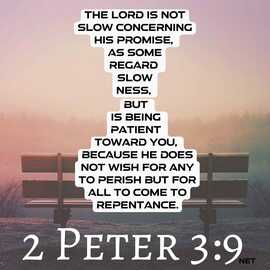 THE LORD IS NOT
SLOW CONCERNING
HIS PROMISE,
AS SOME
REGARD
SLOW
NESS,
BUT
IS BEING
PATIENT
TOWARD YOU,
BECAUSE HE DOES
NOT WISH FOR ANY
TO PERISH BUT FOR
ALL TO COME TO
REPENTANCE.
2 PETER 3:9
NET